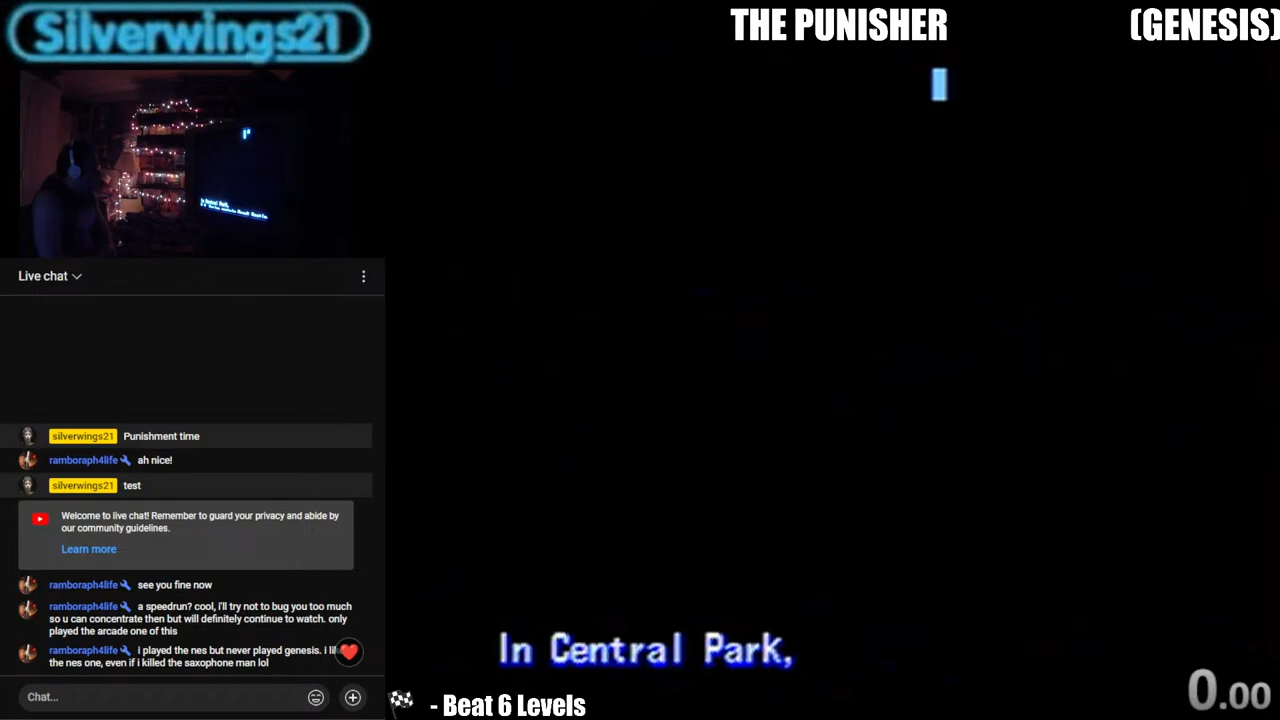 Silverwings21
THE PUNISHER (GENESIS)
In Central Park,
Live chat
silverwings21 Punishment time
ramboraph4life ah nice!
silverwings21 test
Welcome to live chat! Remember to guard your privacy and abide by
our community guidelines.
Learn more
ramboraph4life see you fine now
ramboraph4life a speedrun? cool, i'll try not to bug you too much
so u can concentrate then but will definitely continue to watch. only
played the arcade one of this
ramboraph4life i played the nes but never played genesis. i
the nes one, even if i killed the saxophone man lol
Chat...
In Central Park,
- Beat 6 Levels
0.00